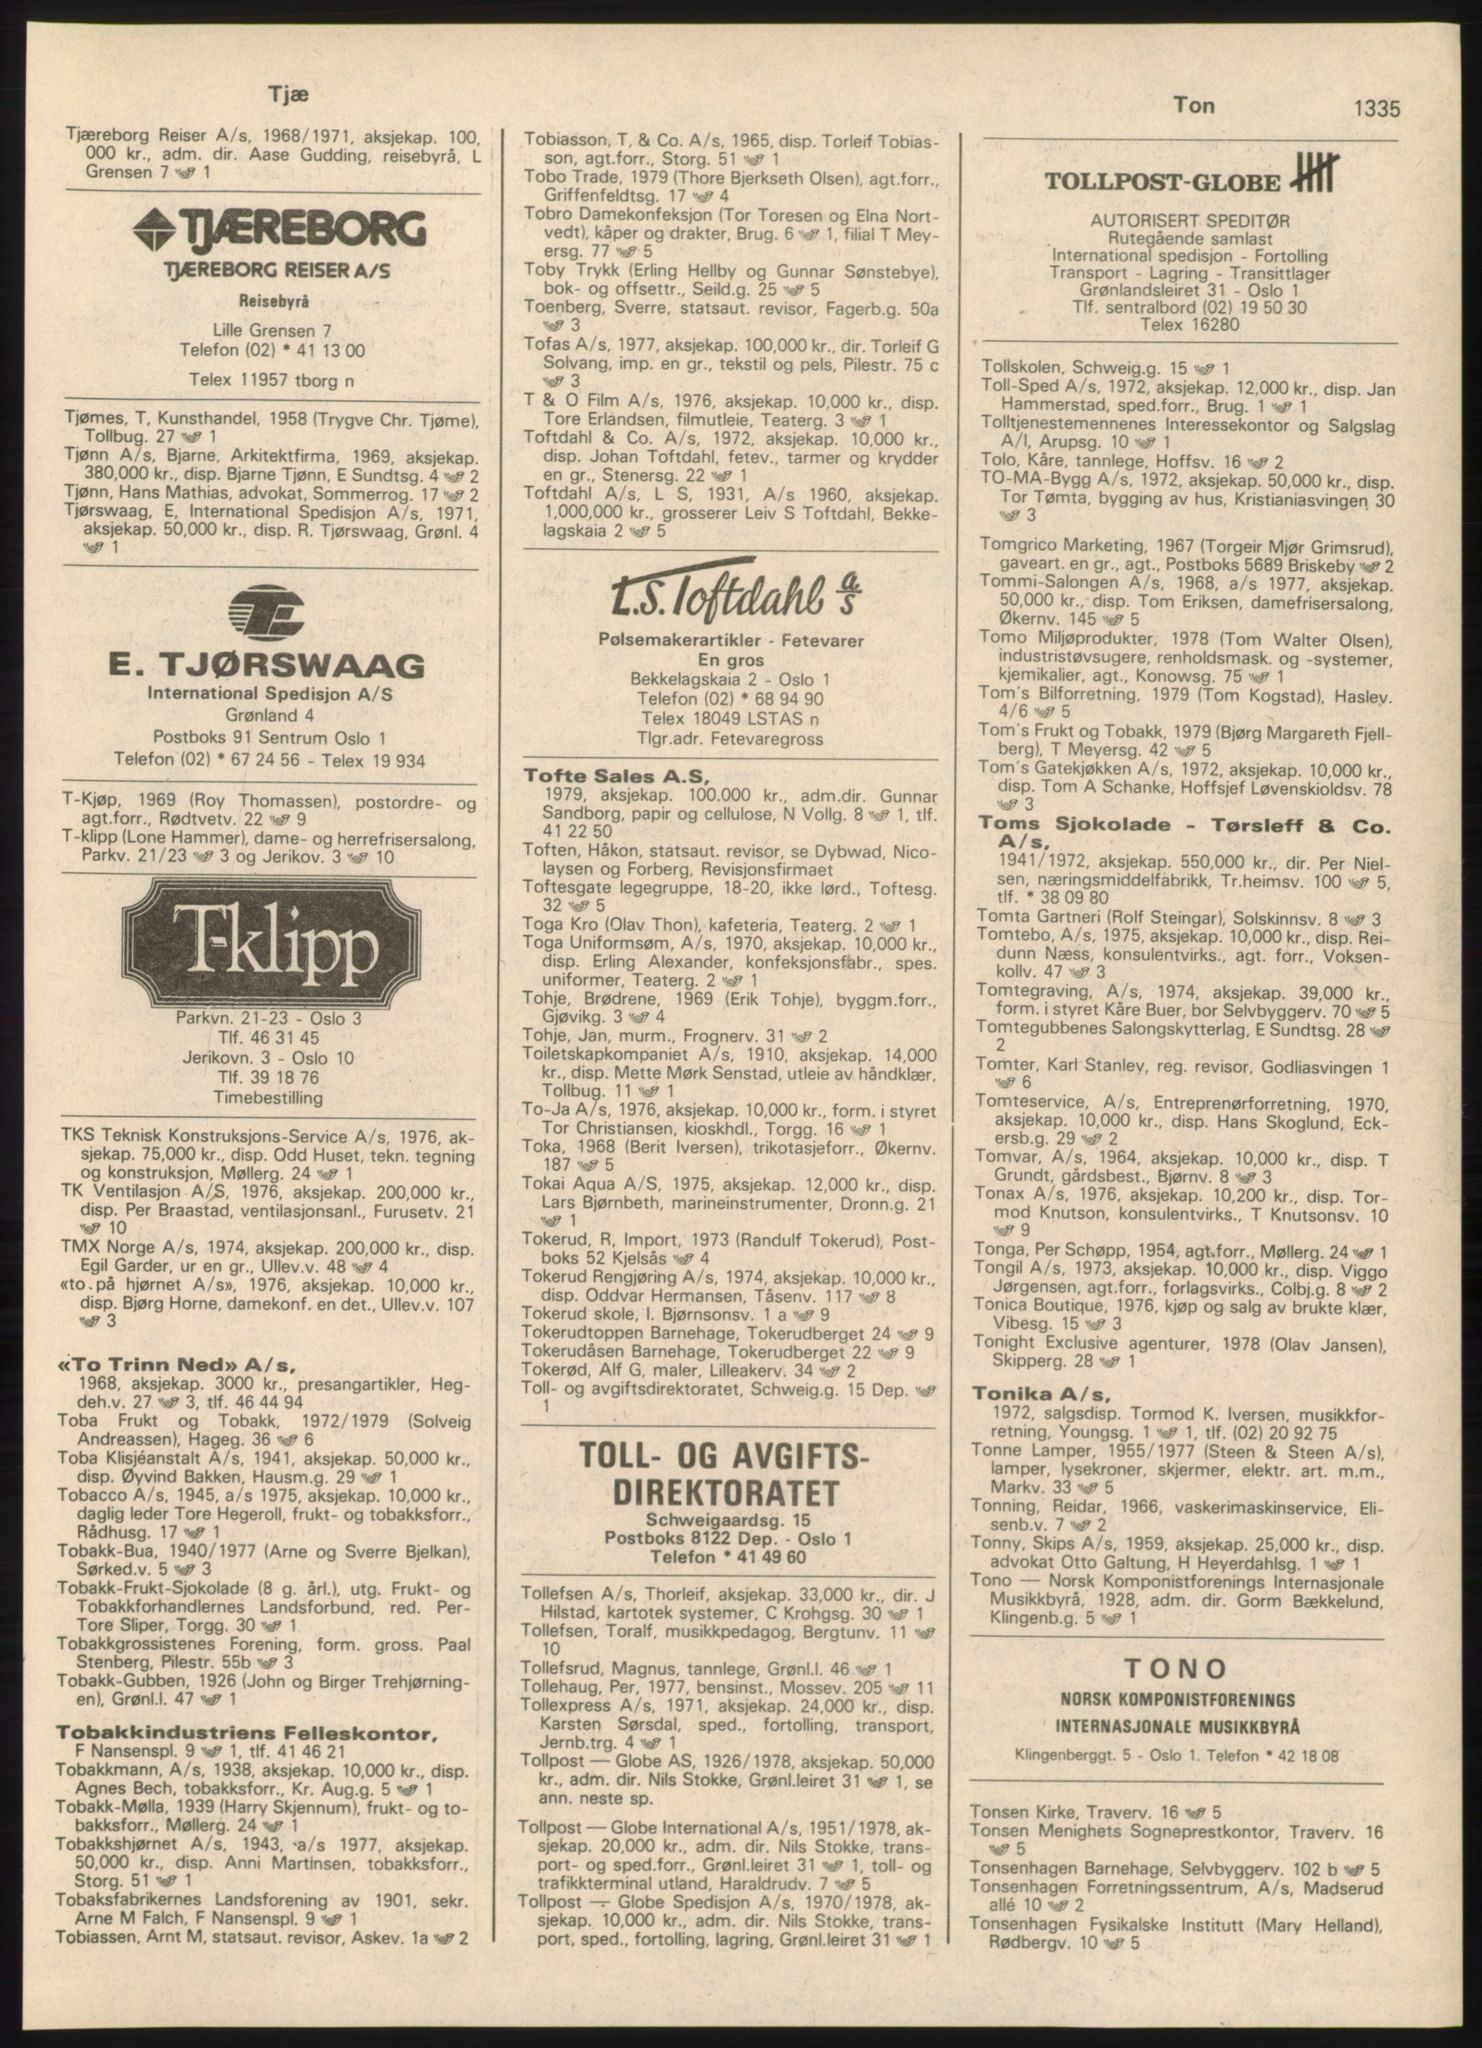 Tjæ
Ton 1335
Tjæreborg Reiser A/s, 1968/1971, aksjekap. 100,
000 kr., adm. dir. Aase Gudding, reisebyrå, L
Grensen 7 1
TJÆREBORG
TJÆREBORG REISER A/S
Reisebyrå
Lille Grensen 7
Telefon (02) * 41 13 00
Telex 11957 tborg n
Tjømes, T, Kunsthandel, 1958 (Trygve Chr. Tjøme),
Tollbug. 27 1
Tjønn A/s, Bjarne, Arkitektfirma, 1969, aksjekap.
380,000 kr., disp. Bjarne Tjønn, E Sundtsg. 4 2
Tjønn, Hans Mathias, advokat, Sommerrog. 17 2
Tjørswaag, E, International Spedisjon A/s, 1971,
aksjekap. 50,000 kr., disp. R. Tjørswaag, Grønl. 4
1
E. TJØRSWAAG
International Spedisjon A/S
Grønland 4
Postboks 91 Sentrum Oslo 1
Telefon (02) * 67 24 56 - Telex 19 934
T-Kjøp, 1969 (Roy Thomassen), postordre- og
agt.forr., Rødtvetv. 22 9
T-klipp (Lone Hammer), dame- og herrefrisersalong,
Parkv. 21/23 3 og Jerikov. 3 10
T-klipp
Parkvn. 21-23 - Oslo 3
Tlf. 46 31 45
Jerikovn. 3 - Oslo 10
Tlf. 39 18 76
Timebestilling
TKS Teknisk Konstruksjons-Service A/s, 1976, ak-
sjekap. 75,000 kr., disp. Odd Huset, tekn. tegning
og konstruksjon, Møllerg. 24 1
TK Ventilasjon A/S, 1976, aksjekap. 200,000 kr.,
disp. Per Braastad, ventilasjonsanl., Furusetv. 21
10
TMX Norge A/s, 1974, aksjekap. 200,000 kr., disp.
Egil Garder, ur en gr., Ullev.v. 48 4
«to på hjørnet A/s», 1976, aksjekap. 10,000 kr.,
disp. Bjørg Horne, damekonf. en det., Ullev.v. 107
3
«To Trinn Ned» A/s,
1968, aksjekap. 3000 kr., presangartikler, Heg-
deh.v. 27 3, tlf. 46 44 94
Toba Frukt og Tobakk, 1972/1979 (Solveig
Andreassen), Hageg. 36 6
Toba Klisjéanstalt A/s, 1941, aksjekap. 50,000 kr.,
disp. Øyvind Bakken, Hausm.g. 29 1
Tobacco A/s, 1945, a/s 1975, aksjekap. 10,000 kr.,
daglig leder Tore Hegeroll, frukt- og tobakksforr.,
Rådhusg. 17 1
Tobakk-Bua, 1940/1977 (Arne og Sverre Bjelkan),
Sørked.v. 5 3
Tobakk-Frukt-Sjokolade (8 g. årl.), utg. Frukt- og
Tobakkforhandlernes Landsforbund, red. Per-
Tore Sliper, Torgg. 30 1
Tobakkgrossistenes Forening, form. gross. Paal
Stenberg, Pilestr. 55b 3
Tobakk-Gubben, 1926 (John og Birger Trehjørning-
en), Grønl.l. 47 1
Tobakkindustriens Felleskontor,
F Nansenspl. 9 1, tlf. 41 46 21
Tobakkmann, A/s, 1938, aksjekap. 10,000 kr., disp.
Agnes Bech, tobakksforr., Kr. Aug.g. 5 1
Tobakk-Mølla, 1939 (Harry Skjennum), frukt- og to-
bakksforr., Møllerg. 24 1
Tobakkshjørnet A/s, 1943, a/s 1977, aksjekap.
50,000 kr., disp. Anni Martinsen, tobakksforr.,
Storg. 51 1
Tobaksfabrikernes Landsforening av 1901, sekr.
Arne M Falch, F Nansenspl. 9 1
Tobiassen, Arnt M, statsaut. revisor, Askev. 1a 2
Tobiasson, T, & Co. A/s, 1965, disp. Torleif Tobias-
son, agt.forr., Storg. 51 1
Tobo Trade, 1979 (Thore Bjerkseth Olsen), agt.forr.,
Griffenfeldtsg. 17 4
Tobro Damekonfeksjon (Tor Toresen og Elna Nort-
vedt), kåper og drakter, Brug. 6 1, filial T Mey-
ersg. 77 5
Toby Trykk (Erling Hellby og Gunnar Sønstebye),
bok- og offsettr., Seild.g. 25 5
Toenberg, Sverre, statsaut. revisor, Fagerb.g. 50a
3
Tofas A/s, 1977, aksjekap. 100,000 kr., dir. Torleif G
Solvang, imp. en gr., tekstil og pels, Pilestr. 75 c
3
T & O Film A/s, 1976, aksjekap. 10,000 kr., disp.
Tore Erlandsen, filmutleie, Teaterg. 3 1
Toftdahl & Co. A/s, 1972, aksjekap. 10,000 kr.,
disp. Johan Toftdahl, fetev., tarmer og krydder
en gr., Stenersg. 22 1
Toftdahl A/s, L S, 1931, A/s 1960, aksjekap.
1,000,000 kr., grosserer Leiv S Toftdahl, Bekke-
lagskaia 2 5
L.S. Toftdahl a/s
Pølsemakerartikler - Fetevarer
En gros
Bekkelagskaia 2 - Oslo 1
Telefon (02) * 68 94 90
Telex 18049 LSTAS n
Tlgr.adr. Fetevaregross
Tofte Sales A.S,
1979, aksjekap. 100.000 kr., adm.dir. Gunnar
Sandborg, papir og cellulose, N Vollg. 8 1, tlf.
41 22 50
Toften, Håkon, statsaut. revisor, se Dybwad, Nico-
laysen og Forberg, Revisjonsfirmaet
Toftesgate legegruppe, 18-20, ikke lørd., Toftesg.
32 5
Toga Kro (Olav Thon), kafeteria, Teaterg. 2 1
Toga Uniformsøm, A/s, 1970, aksjekap. 10,000 kr.,
disp. Erling Alexander, konfeksjonsfabr., spes.
uniformer, Teaterg. 2 1
Tohje, Brødrene, 1969 (Erik Tohje), byggm.forr.,
Gjøvikg. 3 4
Tohje, Jan, murm., Frognerv. 31 2
Toiletskapkompaniet A/s, 1910, aksjekap. 14,000
kr., disp. Mette Mørk Senstad, utleie av håndklær,
Tollbug. 11 1
To-Ja A/s, 1976, aksjekap. 10,000 kr., form. i styret
Tor Christiansen, kioskhdl., Torgg. 16 1
Toka, 1968 (Berit Iversen), trikotasjeforr., Økernv.
187 5
Tokai Aqua A/S, 1975, aksjekap. 12,000 kr., disp.
Lars Bjørnbeth, marineinstrumenter, Dronn.g. 21
1
Tokerud, R, Import, 1973 (Randulf Tokerud), Post-
boks 52 Kjelsås 4
Tokerud Rengjøring A/s, 1974, aksjekap. 10,000 kr.,
disp. Oddvar Hermansen, Tåsenv. 117 8
Tokerud skole, I. Bjørnsonsv. 1 a 9
Tokerudtoppen Barnehage, Tokerudberget 24 9
Tokerudåsen Barnehage, Tokerudberget 22 9
Tokerød, Alf G, maler, Lilleakerv. 34 2
Toll- og avgiftsdirektoratet, Schweig.g. 15 Dep.
1
TOLL- OG AVGIFTS-
DIREKTORATET
Schweigaardsg. 15
Postboks 8122 Dep. - Oslo 1
Telefon * 41 49 60
Tollefsen A/s, Thorleif, aksjekap. 33,000 kr., dir. J
Hilstad, kartotek systemer, C Krohgsg. 30 1
Tollefsen, Toralf, musikkpedagog, Bergtunv. 11
10
Tollefsrud, Magnus, tannlege, Grønl.l. 46 1
Tollehaug, Per, 1977, bensinst., Mossev. 205 11
Tollexpress A/s, 1971, aksjekap. 24,000 kr., disp.
Karsten Sørsdal, sped., fortolling, transport,
Jernb.trg. 4 1
Tollpost — Globe AS, 1926/1978, aksjekap. 50,000
kr., adm. dir. Nils Stokke, Grønl.leiret 31 1, se
ann. neste sp.
Tollpost — Globe International A/s, 1951/1978, ak-
sjekap. 20,000 kr., adm. dir. Nils Stokke, trans-
port- og sped.forr., Grønl.leiret 31 1, toll- og
trafikkterminal utland, Haraldrudv. 7 5
Tollpost — Globe Spedisjon A/s, 1970/1978, ak-
sjekap. 10,000 kr., adm. dir. Nils Stokke, trans-
port, sped., fortolling, lagring, Grønl.leiret 31 1
TOLLPOST-GLOBE
AUTORISERT SPEDITØR
Rutegående samlast
International spedisjon - Fortolling
Transport - Lagring - Transittlager
Grønlandsleiret 31 - Oslo 1
Tlf. sentralbord (02) 19 50 30
Telex 16280
Tollskolen, Schweig.g. 15 1
Toll-Sped A/s, 1972, aksjekap. 12,000 kr., disp. Jan
Hammerstad, sped.forr., Brug. 1 1
Tolltjenestemennenes Interessekontor og Salgslag
A/l, Arupsg. 10 1
Tolo, Kåre, tannlege, Hoffsv. 16 2
TO-MA-Bygg A/s, 1972, aksjekap. 50,000 kr., disp.
Tor Tømta, bygging av hus, Kristianiasvingen 30
3
Tomgrico Marketing, 1967 (Torgeir Mjør Grimsrud),
gaveart. en gr., agt., Postboks 5689 Briskeby 2
Tommi-Salongen A/s, 1968, a/s 1977, aksjekap.
50,000 kr., disp. Tom Eriksen, damefrisersalong,
Økernv. 145 5
Tomo Miljøprodukter, 1978 (Tom Walter Olsen),
industristøvsugere, renholdsmask. og -systemer,
kjemikalier, agt., Konowsg. 75 1
Tom's Bilforretning, 1979 (Tom Kogstad), Haslev.
4/6 5
Tom's Frukt og Tobakk, 1979 (Bjørg Margareth Fjell-
berg), T Meyersg. 42 5
Tom's Gatekjøkken A/s, 1972, aksjekap. 10,000 kr.,
disp. Tom A Schanke, Hoffsjef Løvenskioldsv. 78
3
Toms Sjokolade - Tørsleff & Co.
A/s,
1941/1972, aksjekap. 550,000 kr., dir. Per Niel-
sen, næringsmiddelfabrikk, Tr.heimsv. 100 5,
tlf. * 38 09 80
Tomta Gartneri (Rolf Steingar), Solskinnsv. 8 3
Tomtebo, A/s, 1975, aksjekap. 10,000 kr., disp. Rei-
dunn Næss, konsulentvirks., agt. forr., Voksen-
kollv. 47 3
Tomtegraving, A/s, 1974, aksjekap. 39,000 kr.,
form. i styret Kåre Buer, bor Selvbyggerv. 70 5
Tomtegubbenes Salongskytterlag, E Sundtsg. 28
2
Tomter, Karl Stanley, reg. revisor, Godliasvingen 1
6
Tomteservice, A/s, Entreprenørforretning, 1970,
aksjekap. 10,000 kr., disp. Hans Skoglund, Eck-
ersb.g. 29 2
Tomvar, A/s, 1964, aksjekap. 10,000 kr., disp. T
Grundt, gårdsbest., Bjørnv. 8 3
Tonax A/s, 1976, aksjekap. 10,200 kr., disp. Tor-
mod Knutson, konsulentvirks., T Knutsonsv. 10
9
Tonga, Per Schøpp, 1954, agt.forr., Møllerg. 24 1
Tongil A/s, 1973, aksjekap. 10,000 kr., disp. Viggo
Jørgensen, agt.forr., forlagsvirks., Colbj.g. 8 2
Tonica Boutique, 1976, kjøp og salg av brukte klær,
Vibesg. 15 3
Tonight Exclusive agenturer, 1978 (Olav Jansen),
Skipperg. 28 1
Tonika A/s,
1972, salgsdisp. Tormod K. Iversen, musikkfor-
retning, Youngsg. 1 1, tlf. (02) 20 92 75
Tonne Lamper, 1955/1977 (Steen & Steen A/s),
lamper, lysekroner, skjermer, elektr. art. m.m.,
Markv. 33 5
Tonning, Reidar, 1966, vaskerimaskinservice, Eli-
senb.v. 7 2
Tonny, Skips A/s, 1959, aksjekap. 25,000 kr., disp.
advokat Otto Galtung, H Heyerdahlsg. 1 1
Tono — Norsk Komponistforenings Internasjonale
Musikkbyrå, 1928, adm. dir. Gorm Bækkelund,
Klingenb.g. 5 1
TONO
NORSK KOMPONISTFORENINGS
INTERNASJONALE MUSIKKBYRÅ
Klingenberggt. 5 - Oslo 1. Telefon * 42 18 08
Tonsen Kirke, Traverv. 16 5
Tonsen Menighets Sogneprestkontor, Traverv. 16
5
Tonsenhagen Barnehage, Selvbyggerv. 102 b 5
Tonsenhagen Forretningssentrum, A/s, Madserud
allé 10 2
Tonsenhagen Fysikalske Institutt (Mary Helland),
Rødbergv. 10 5